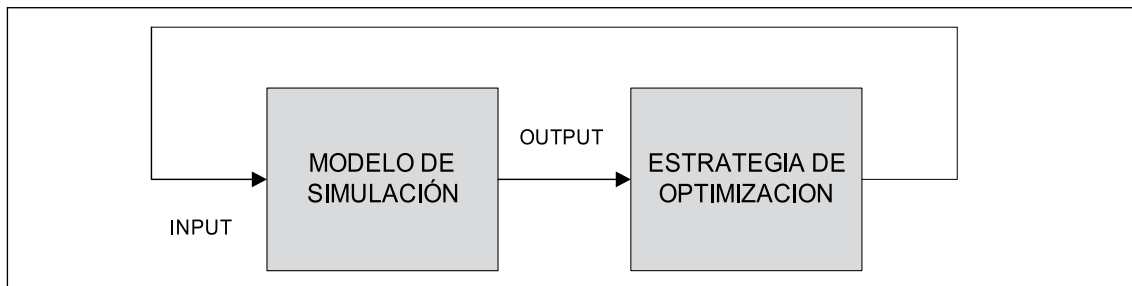 MODELO DE
SIMULACIÓN
OUTPUT
ESTRATEGIA DE
OPTIMIZACION
INPUT